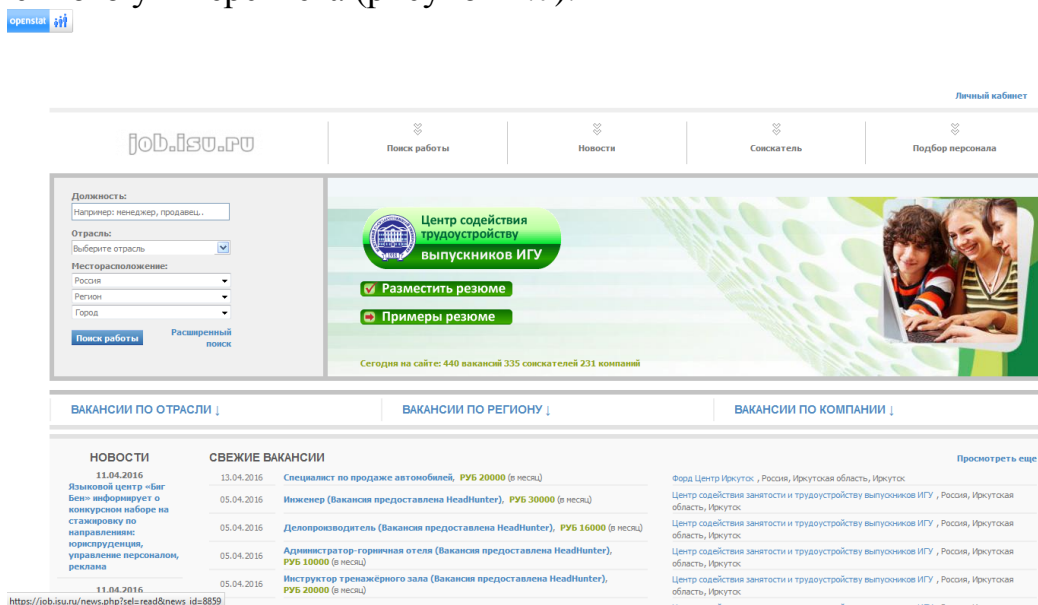 openstat
Личный кабинет
job.isu.ru
Поиск работы
Новости
Соискатель
Подбор персонала
Должность:
Например: менеджер, продавец..
Отрасль:
Выберите отрасль
Месторасположение:
Россия
Регион
Город
Поиск работы
Расширенный
поиск
Центр содействия
трудоустройству
выпускников ИГУ
1918
Разместить резюме
Примеры резюме
Сегодня на сайте: 440 вакансий 335 соискателей 231 компаний
ВАКАНСИИ ПО ОТРАСЛИ ↓
ВАКАНСИИ ПО РЕГИОНУ ↓
ВАКАНСИИ ПО КОМПАНИИ ↓
НОВОСТИ
11.04.2016
Языковой центр «Биг
Бен» информирует о
конкурсном наборе на
стажировку по
направлениям:
юриспруденция,
управление персоналом,
реклама
11.04.2016
СВЕЖИЕ ВАКАНСИИ
Просмотреть еще
13.04.2016 Специалист по продаже автомобилей, РУБ 20000 (в месяц)
Форд Центр Иркутск , Россия, Иркутская область, Иркутск
05.04.2016 Инженер (Вакансия предоставлена HeadHunter), РУБ 30000 (в месяц)
Центр содействия занятости и трудоустройству выпускников ИГУ , Россия, Иркутская
область, Иркутск
05.04.2016 Делопроизводитель (Вакансия предоставлена HeadHunter), РУБ 16000 (в месяц)
Центр содействия занятости и трудоустройству выпускников ИГУ , Россия, Иркутская
область, Иркутск
05.04.2016 Администратор-горничная отеля (Вакансия предоставлена HeadHunter),
РУБ 10000 (в месяц)
Центр содействия занятости и трудоустройству выпускников ИГУ , Россия, Иркутская
область, Иркутск
05.04.2016 Инструктор тренажёрного зала (Вакансия предоставлена HeadHunter),
РУБ 20000 (в месяц)
Центр содействия занятости и трудоустройству выпускников ИГУ , Россия, Иркутская
область, Иркутск
https://job.isu.ru/news.php?sel=read&news_id=8859